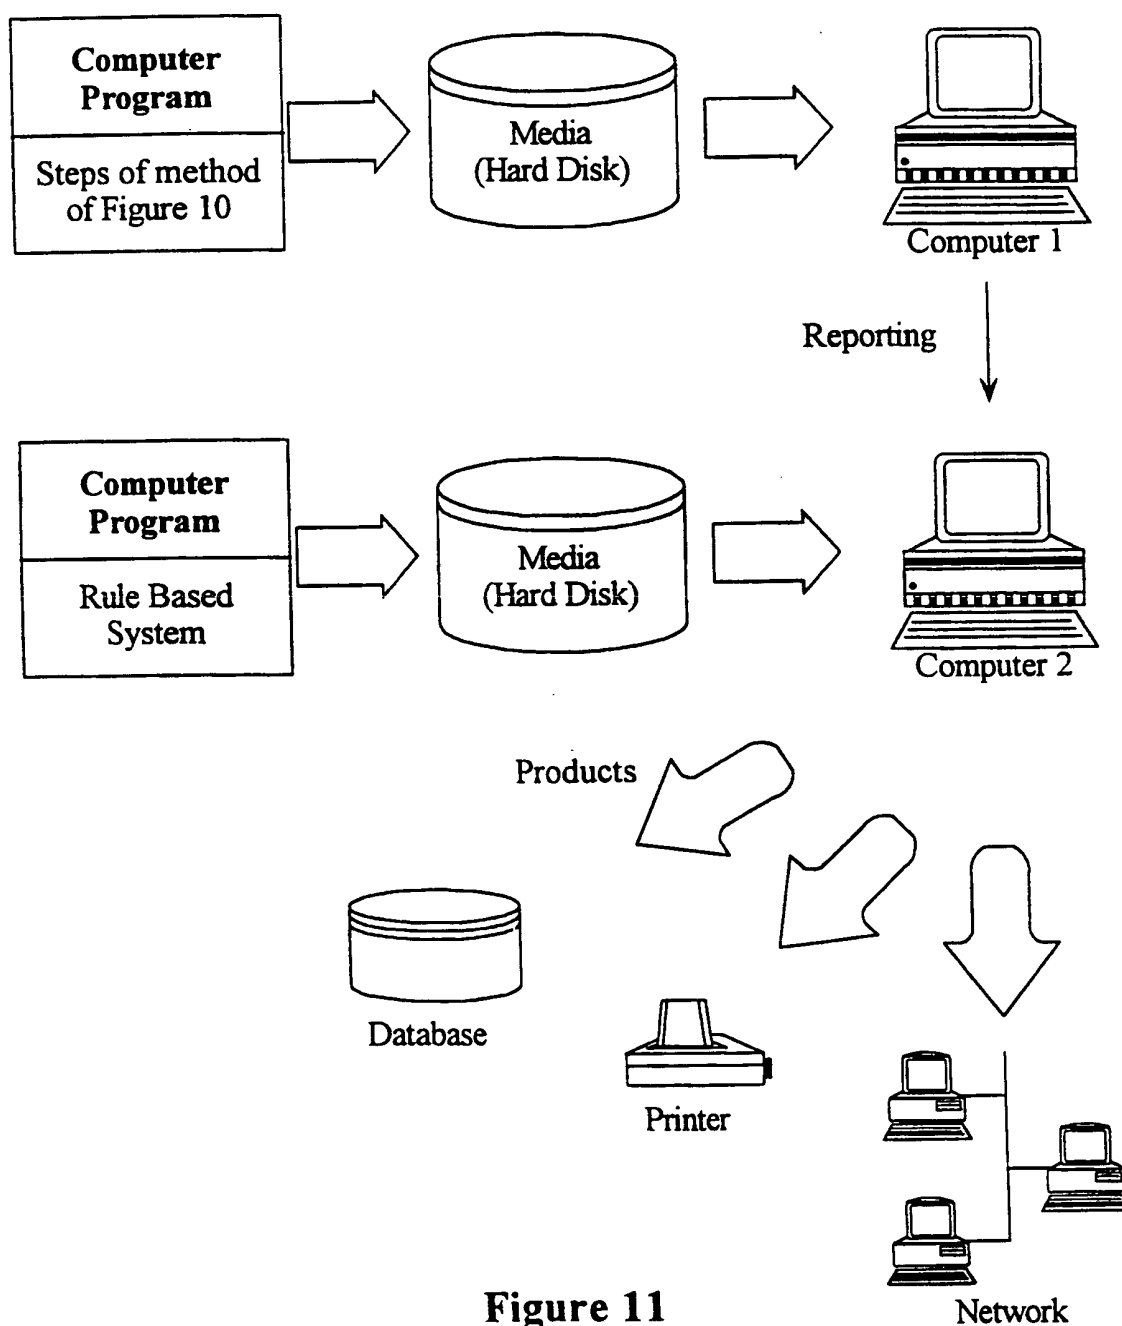 Computer
Program
Steps of method
of Figure 10
Media
(Hard Disk)
Computer 1
Reporting
Computer
Program
Rule Based
System
Media
(Hard Disk)
Computer 2
Products
Database
Printer
Network
Figure 11